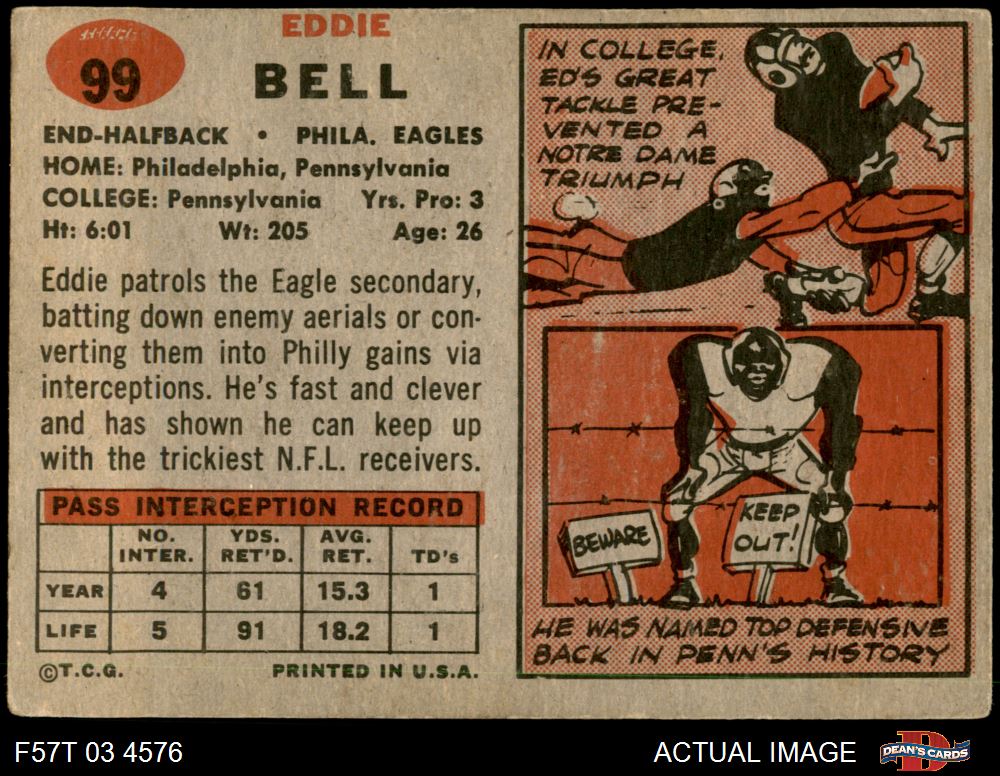 99
EDDIE
BELL
END-HALFBACK • PHILA. EAGLES
HOME: Philadelphia, Pennsylvania
COLLEGE: Pennsylvania Yrs. Pro: 3
Ht: 6:01 Wt: 205 Age: 26
Eddie patrols the Eagle secondary,
batting down enemy aerials or con-
verting them into Philly gains via
interceptions. He's fast and clever
and has shown he can keep up
with the trickiest N.F.L. receivers.
PASS INTERCEPTION RECORD
NO. INTER. YDS. RET'D. AVG. RET. TD's
YEAR 4 61 15.3 1
LIFE 5 91 18.2 1
©T.C.G. PRINTED IN U.S.A.
IN COLLEGE,
ED'S GREAT
TACKLE PRE-
VENTED A
NOTRE DAME
TRIUMPH
BEWARE
KEEP
OUT!
HE WAS NAMED TOP DEFENSIVE
BACK IN PENN'S HISTORY
F57T 03 4576 ACTUAL IMAGE
DEAN'S CARDS